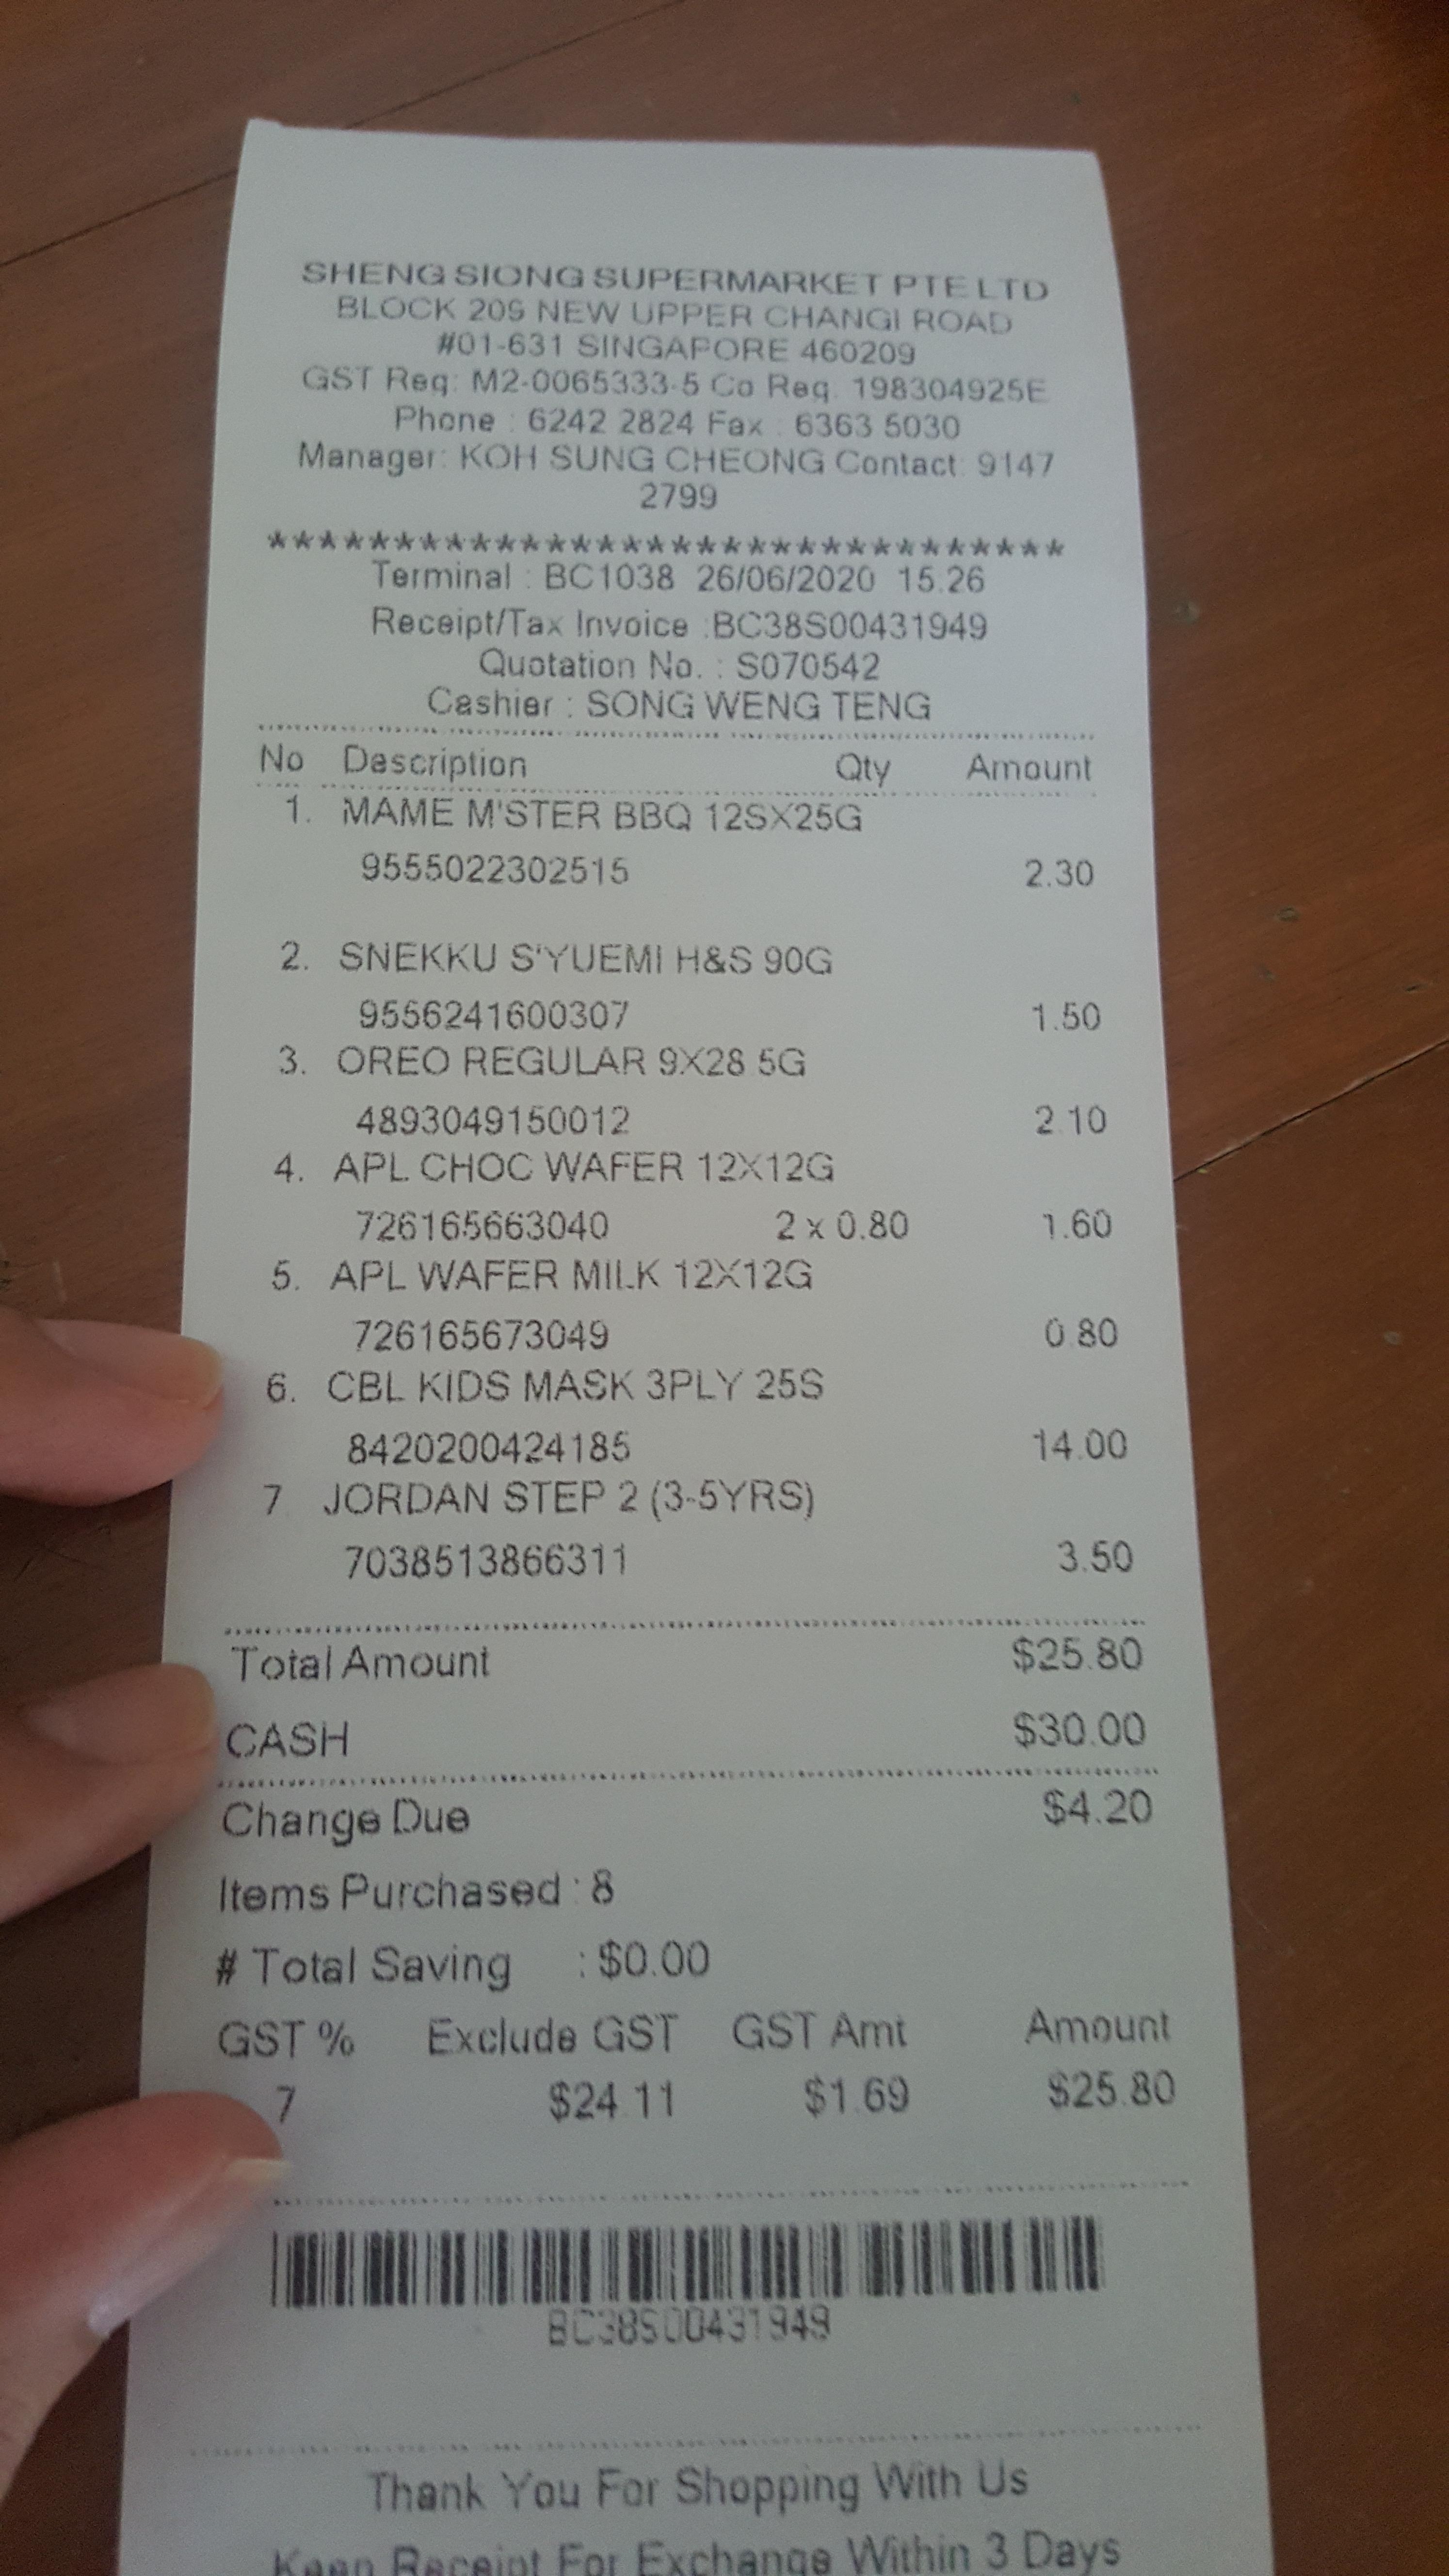 SHENG SIONG SUPERMARKET PTE LTD
BLOCK 209 NEW UPPER CHANGI ROAD
#01-631 SINGAPORE 460209
GST Reg: M2-0065333-5 Co Reg. 198304925E
Phone : 6242 2824 Fax : 6363 5030
Manager: KOH SUNG CHEONG Contact: 9147
2799
********************************
Terminal : BC1038 26/06/2020 15:26
Receipt/Tax Invoice :BC38S00431949
Quotation No. : S070542
Cashier : SONG WENG TENG
No Description Qty Amount
1. MAME M'STER BBQ 12SX25G
9555022302515 2.30
2. SNEKKU S'YUEMI H&S 90G
9556241600307 1.50
3. OREO REGULAR 9X28.5G
4893049150012 2.10
4. APL CHOC WAFER 12X12G
726165663040 2 x 0.80 1.60
5. APL WAFER MILK 12X12G
726165673049 0.80
6. CBL KIDS MASK 3PLY 25S
8420200424185 14.00
7. JORDAN STEP 2 (3-5YRS)
7038513866311 3.50
Total Amount $25.80
CASH $30.00
Change Due $4.20
Items Purchased : 8
# Total Saving : $0.00
GST % Exclude GST GST Amt Amount
7 $24.11 $1.69 $25.80
BC38S00431949
Thank You For Shopping With Us
Keep Receipt For Exchange Within 3 Days